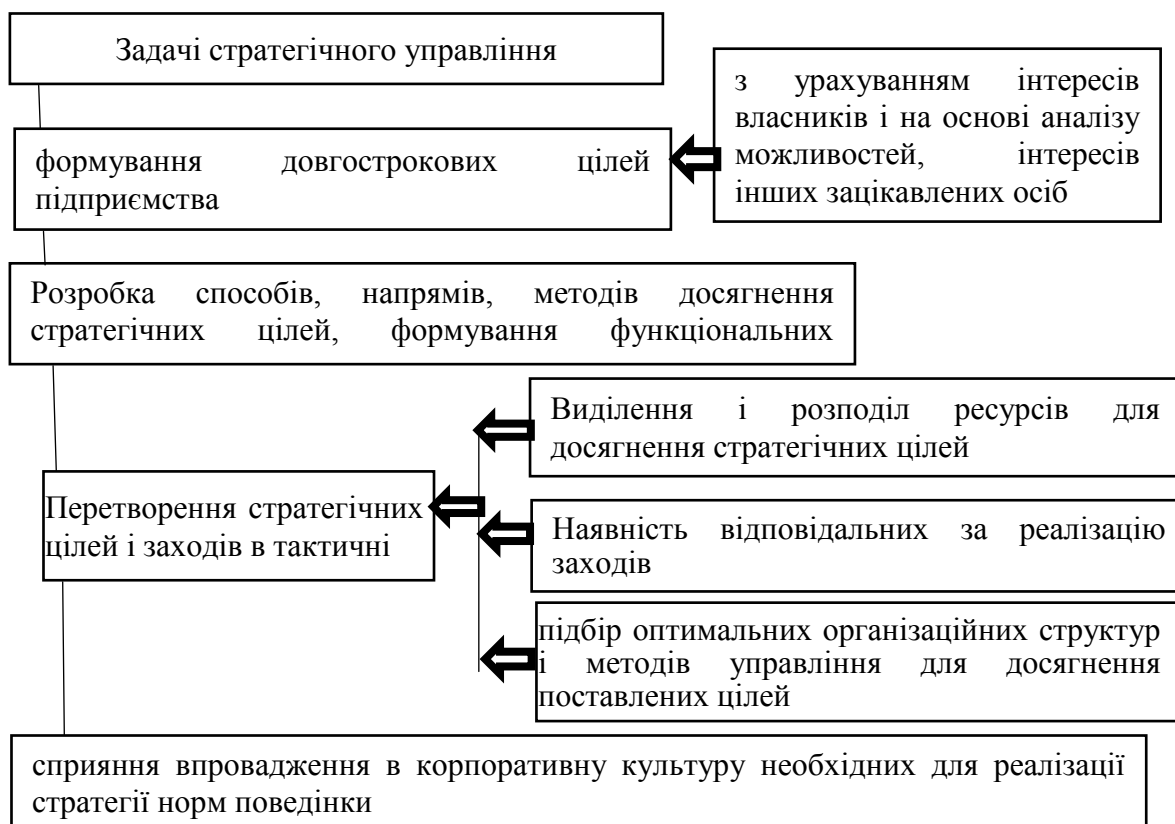 Задачі стратегічного управління
з урахуванням інтересів
власників і на основі аналізу
можливостей, інтересів
інших зацікавлених осіб
формування довгострокових цілей
підприємства
Розробка способів, напрямів, методів досягнення
стратегічних цілей, формування функціональних
Виділення і розподіл ресурсів для
досягнення стратегічних цілей
Перетворення стратегічних
цілей і заходів в тактичні
Наявність відповідальних за реалізацію
заходів
підбір оптимальних організаційних структур
і методів управління для досягнення
поставлених цілей
сприяння впровадження в корпоративну культуру необхідних для реалізації
стратегії норм поведінки